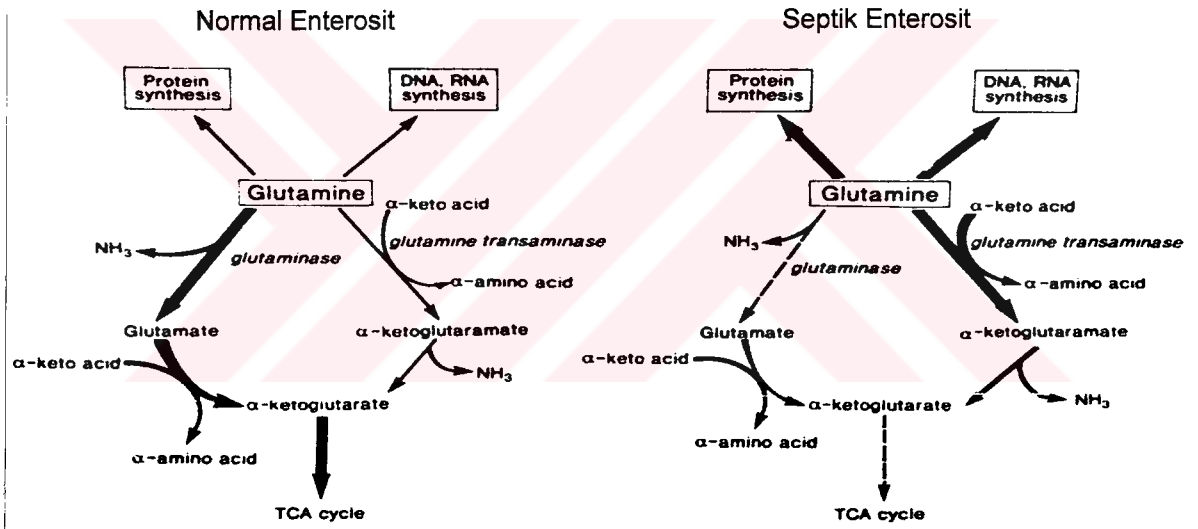 Normal Enterosit
Protein
synthesis
DNA, RNA
synthesis
Glutamine
α-keto acid
NH3
glutaminase
glutamine transaminase
α-amino acid
Glutamate
α-ketoglutaramate
α-keto acid
NH3
α-ketoglutarate
α-amino acid
TCA cycle
Septik Enterosit
Protein
synthesis
DNA, RNA
synthesis
Glutamine
α-keto acid
NH3
glutamine transaminase
glutaminase
α-amino acid
Glutamate
α-ketoglutaramate
α-keto acid
NH3
α-ketoglutarate
α-amino acid
TCA cycle